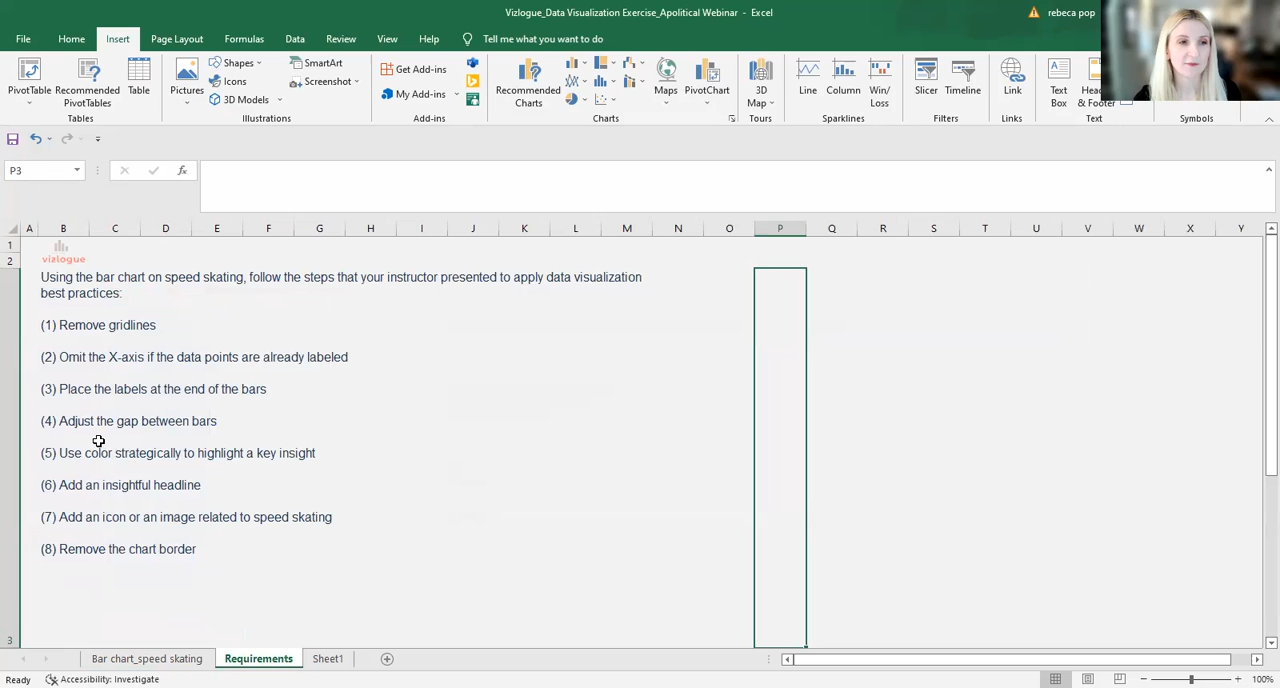 Vizlogue_Data Visualization Exercise_Apolitical Webinar - Excel
rebeca pop
File Home Insert Page Layout Formulas Data Review View Help Tell me what you want to do
PivotTable
Recommended PivotTables
Table
Tables
Pictures
Shapes
Icons
3D Models
SmartArt
Screenshot
Illustrations
Get Add-ins
My Add-ins
Add-ins
Recommended Charts
Maps
PivotChart
Charts
3D Map
Tours
Line
Column
Win/Loss
Sparklines
Slicer
Timeline
Filters
Link
Links
Text Box
& Footer
Text
Symbols
P3
fx
A B C D E F G H I J K L M N O P Q R S T U V W X Y
1
2
3
vizlogue
Using the bar chart on speed skating, follow the steps that your instructor presented to apply data visualization
best practices:
(1) Remove gridlines
(2) Omit the X-axis if the data points are already labeled
(3) Place the labels at the end of the bars
(4) Adjust the gap between bars
(5) Use color strategically to highlight a key insight
(6) Add an insightful headline
(7) Add an icon or an image related to speed skating
(8) Remove the chart border
Bar chart_speed skating Requirements Sheet1
Ready Accessibility: Investigate 100%